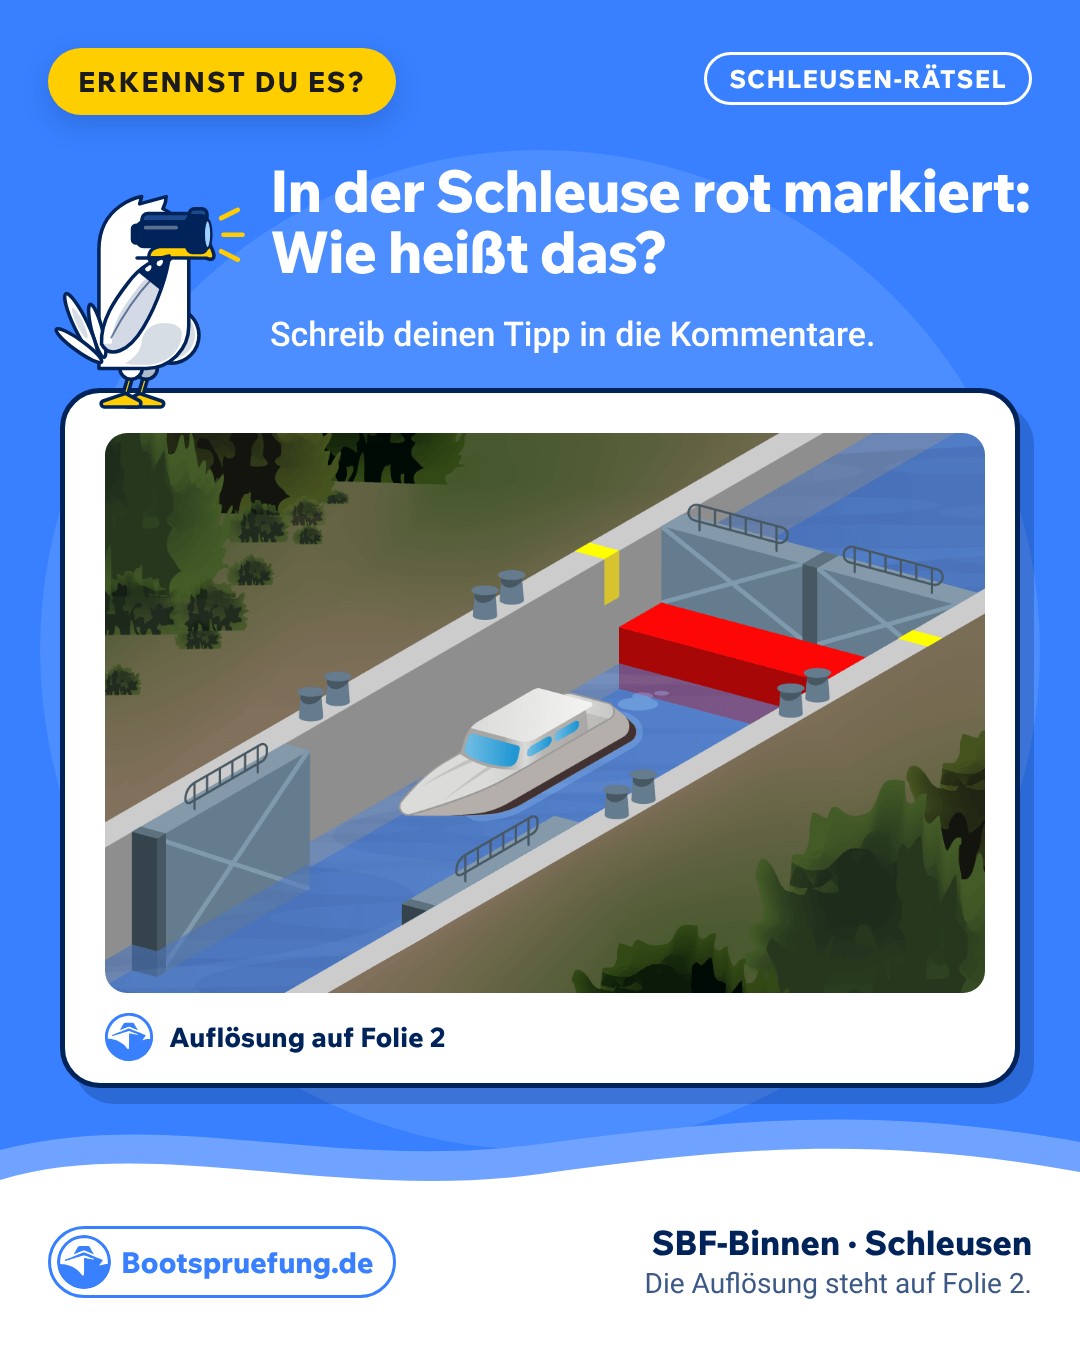 ERKENNST DU ES?
SCHLEUSEN-RÄTSEL
In der Schleuse rot markiert:
Wie heißt das?
Schreib deinen Tipp in die Kommentare.
Auflösung auf Folie 2
Bootspruefung.de
SBF-Binnen · Schleusen
Die Auflösung steht auf Folie 2.